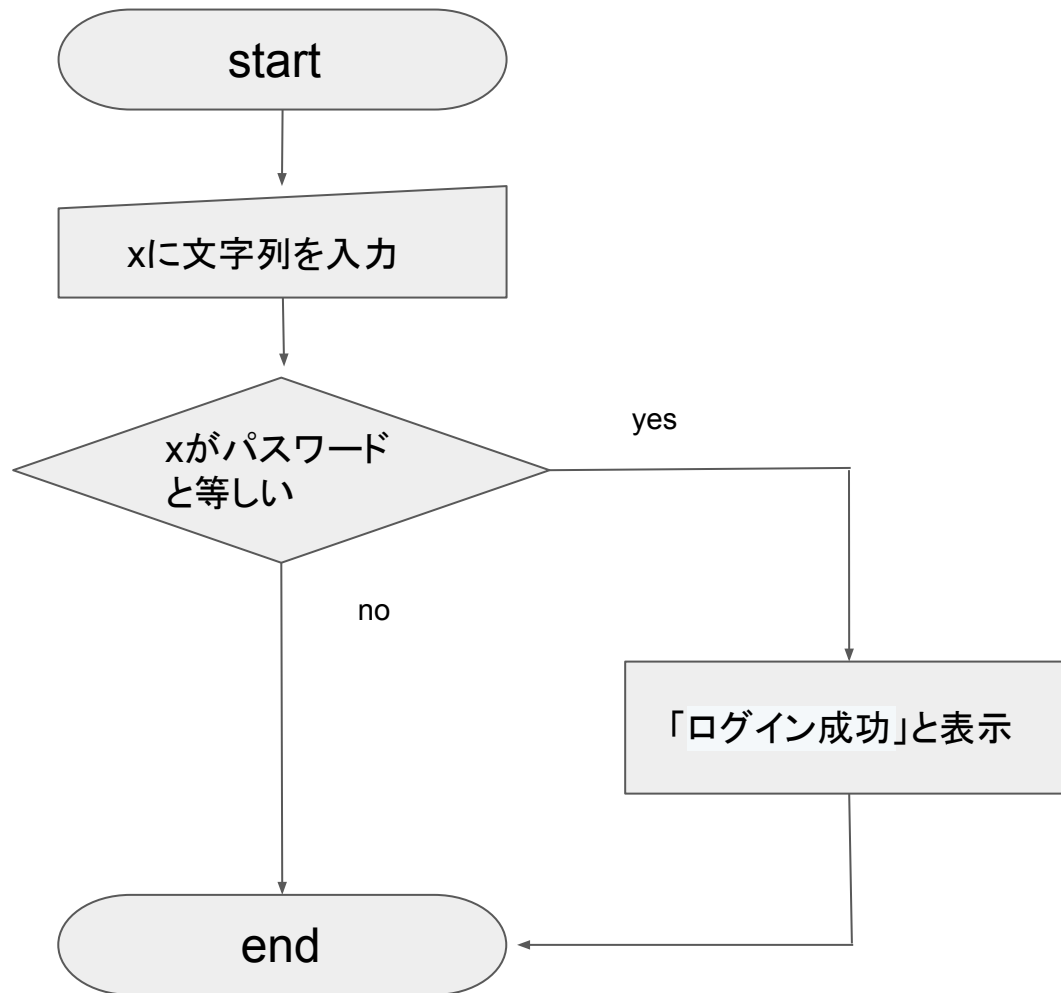 start
xに文字列を入力
xがパスワード
と等しい
yes
no
「ログイン成功」と表示
end